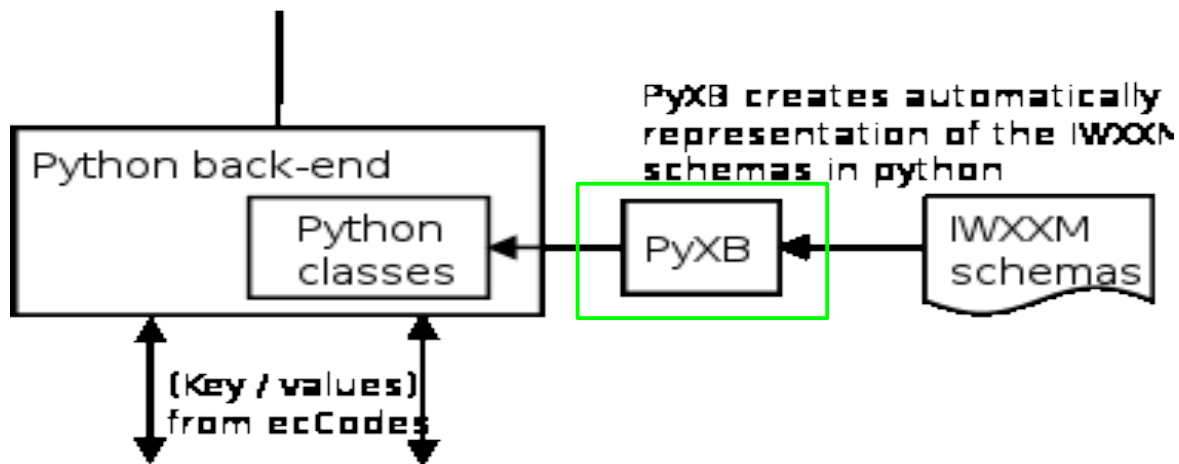 PyXB creates automatically
representation of the IWXXM
schemas in python
Python back-end
Python
classes
PyXB
IWXXM
schemas
(Key / values)
from ecCodes